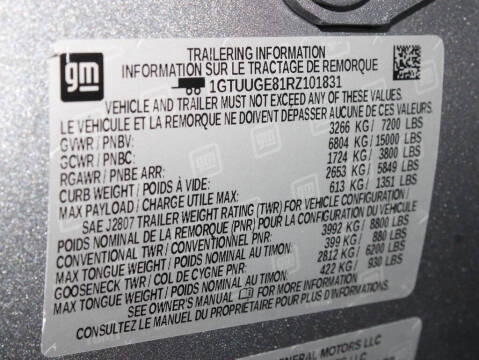 gm
TRAILERING INFORMATION
INFORMATION SUR LE TRACTAGE DE REMORQUE
1GTUUGE81RZ101831
VEHICLE AND TRAILER MUST NOT EXCEED ANY OF THESE VALUES.
LE VÉHICULE ET LA REMORQUE NE DOIVENT DÉPASSER AUCUNE DE CES VALEURS.
GVWR / PNBV: 3266 KG / 7200 LBS
GCWR / PNBC: 6804 KG / 15000 LBS
RGAWR / PNBE ARR: 1724 KG / 3800 LBS
CURB WEIGHT / POIDS À VIDE: 2653 KG / 5849 LBS
MAX PAYLOAD / CHARGE UTILE MAX: 613 KG / 1351 LBS
SAE J2807 TRAILER WEIGHT RATING (TWR) FOR VEHICLE CONFIGURATION
POIDS NOMINAL DE LA REMORQUE (PNR) POUR LA CONFIGURATION DU VÉHICULE
CONVENTIONAL TWR / CONVENTIONNEL PNR: 3992 KG / 8800 LBS
MAX TONGUE WEIGHT / POIDS NOMINAL AU TIMON: 399 KG / 880 LBS
GOOSENECK TWR / COL DE CYGNE PNR: 2812 KG / 6200 LBS
MAX TONGUE WEIGHT / POIDS NOMINAL AU TIMON: 422 KG / 930 LBS
SEE OWNER'S MANUAL FOR MORE INFORMATION.
CONSULTEZ LE MANUEL DU PROPRIÉTAIRE POUR PLUS D'INFORMATIONS.
GENERAL MOTORS LLC